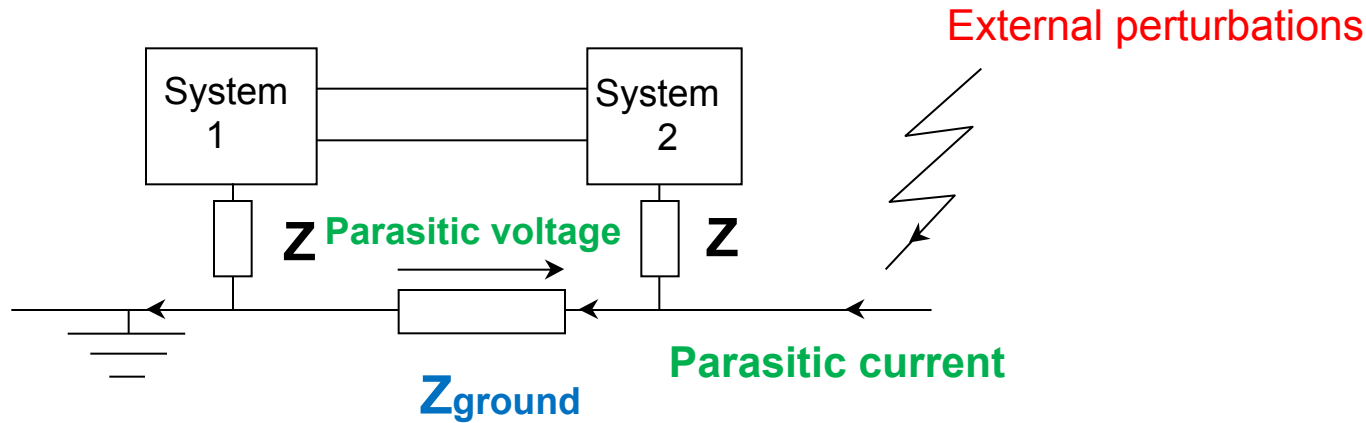 External perturbations
System
1
System
2
Z
Parasitic voltage
Z
Parasitic current
Zground